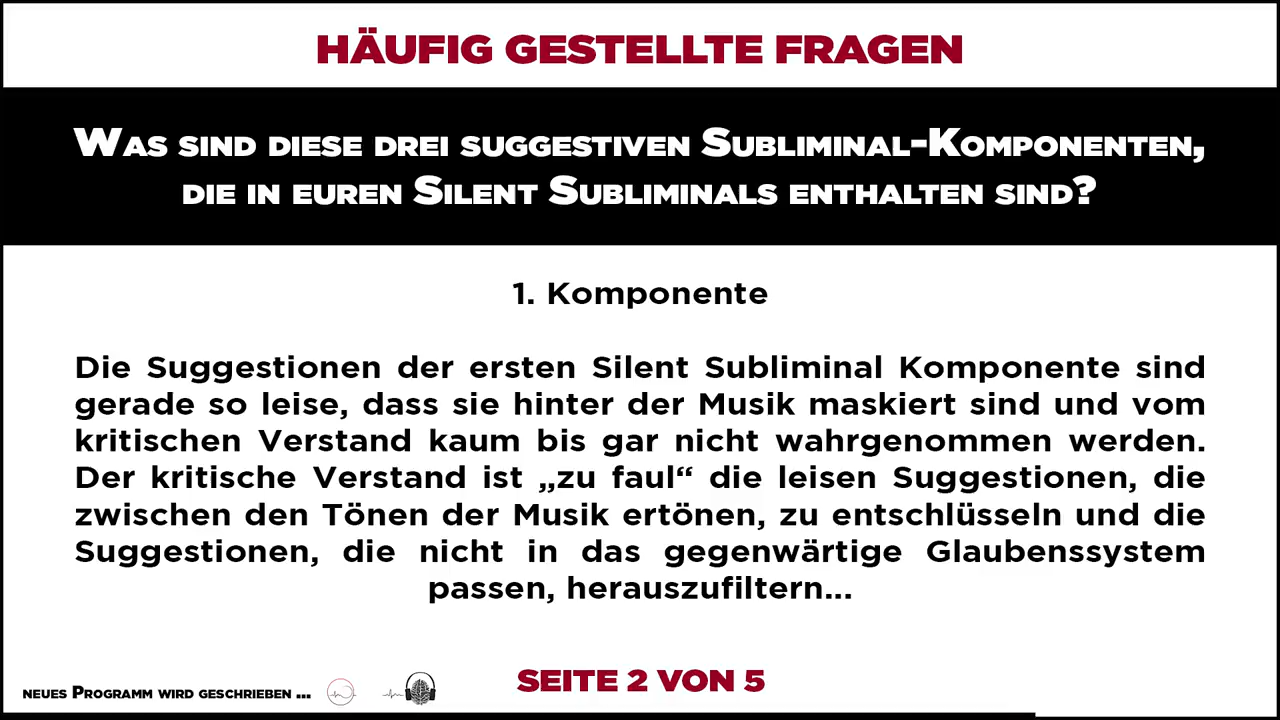 HÄUFIG GESTELLTE FRAGEN
Was sind diese drei suggestiven Subliminal-Komponenten,
die in euren Silent Subliminals enthalten sind?
1. Komponente
Die Suggestionen der ersten Silent Subliminal Komponente sind
gerade so leise, dass sie hinter der Musik maskiert sind und vom
kritischen Verstand kaum bis gar nicht wahrgenommen werden.
Der kritische Verstand ist „zu faul“ die leisen Suggestionen, die
zwischen den Tönen der Musik ertönen, zu entschlüsseln und die
Suggestionen, die nicht in das gegenwärtige Glaubenssystem
passen, herauszufiltern...
neues Programm wird geschrieben ...
SEITE 2 VON 5